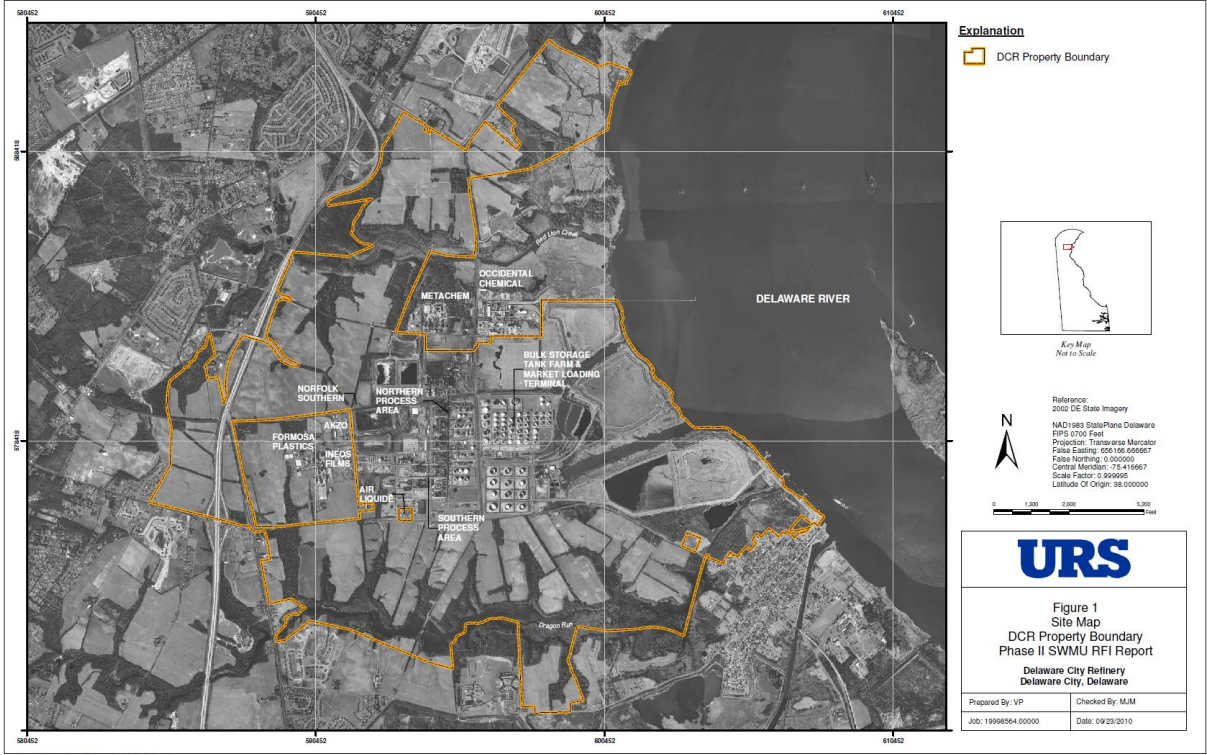 580452
590452
600452
610452
588418
578418
Red Lion Creek
OCCIDENTAL
CHEMICAL
METACHEM
DELAWARE RIVER
BULK STORAGE
TANK FARM &
MARKET LOADING
TERMINAL
NORFOLK
SOUTHERN
NORTHERN
PROCESS
AREA
AKZO
FORMOSA
PLASTICS
INEOS
FILMS
AIR
LIQUIDE
SOUTHERN
PROCESS
AREA
Dragon Run
580452
590452
600452
610452
Explanation
DCR Property Boundary
Key Map
Not to Scale
Reference:
2002 DE State Imagery
NAD1983 StatePlane Delaware
FIPS 0700 Feet
Projection: Transverse Mercator
False Easting: 656166.666667
False Northing: 0.000000
Central Meridian: -75.416667
Scale Factor: 0.999995
Latitude Of Origin: 38.000000
N
0 1,300 2,600 5,200
Feet
URS
Figure 1
Site Map
DCR Property Boundary
Phase II SWMU RFI Report
Delaware City Refinery
Delaware City, Delaware
Prepared By: VP
Checked By: MJM
Job: 19998564.00000
Date: 09/23/2010